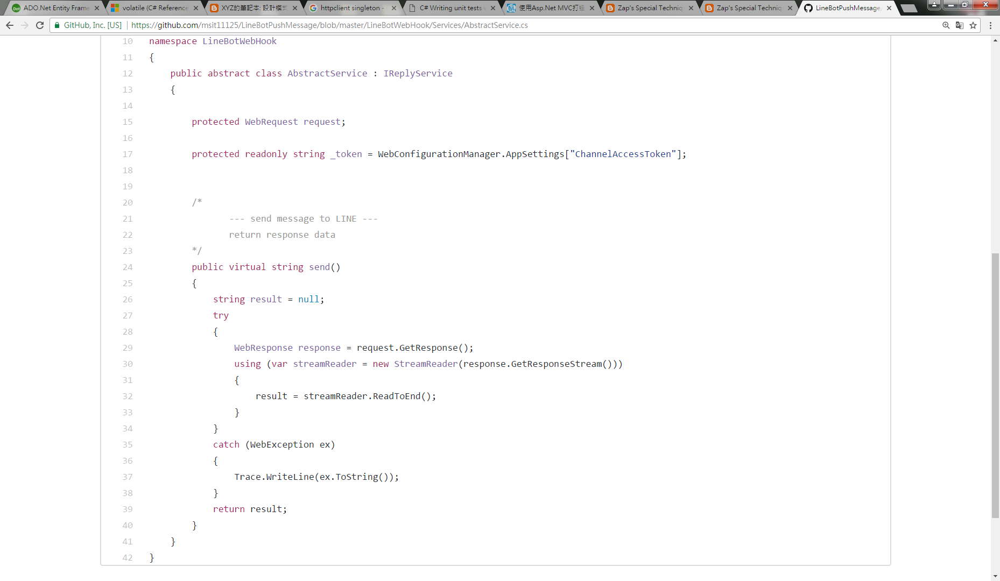 ADO.Net Entity Frame
volatile (C# Reference
XYZ的筆記本: 設計模式
httpclient singleton -
C# Writing unit tests
使用Asp.Net MVC打造
Zap's Special Techniq
Zap's Special Techniq
LineBotPushMessage
GitHub, Inc. [US] | https://github.com/msit11125/LineBotPushMessage/blob/master/LineBotWebHook/Services/AbstractService.cs
10 namespace LineBotWebHook
11 {
12     public abstract class AbstractService : IReplyService
13     {
14
15         protected WebRequest request;
16
17         protected readonly string _token = WebConfigurationManager.AppSettings["ChannelAccessToken"];
18
19
20         /*
21                --- send message to LINE ---
22                return response data
23         */
24         public virtual string send()
25         {
26             string result = null;
27             try
28             {
29                 WebResponse response = request.GetResponse();
30                 using (var streamReader = new StreamReader(response.GetResponseStream()))
31                 {
32                     result = streamReader.ReadToEnd();
33                 }
34             }
35             catch (WebException ex)
36             {
37                 Trace.WriteLine(ex.ToString());
38             }
39             return result;
40         }
41     }
42 }